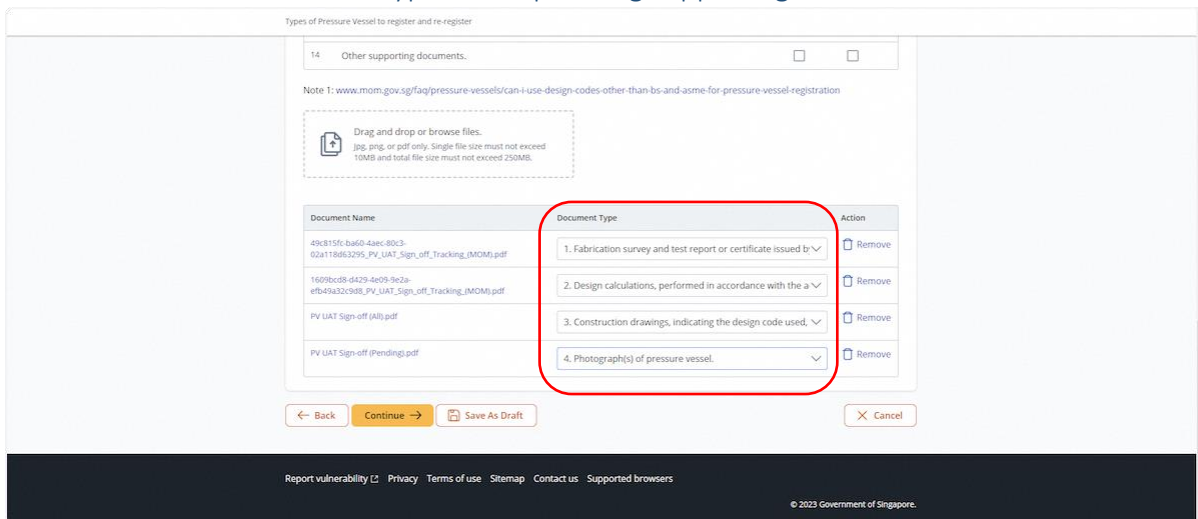 Types of Pressure Vessel to register and re-register
14 Other supporting documents.
Note 1: www.mom.gov.sg/faq/pressure-vessels/can-i-use-design-codes-other-than-bs-and-asme-for-pressure-vessel-registration
Drag and drop or browse files.
Jpg, png, or pdf only. Single file size must not exceed
10MB and total file size must not exceed 250MB.
Document Name Document Type Action
49c815fc-ba60-4aec-80c3-
02a118d63295_PV_UAT_Sign_off_Tracking_(MOM).pdf
1. Fabrication survey and test report or certificate issued b
Remove
1609bcd8-d429-4e09-9e2a-
efb49a32c9d8_PV_UAT_Sign_off_Tracking_(MOM).pdf
2. Design calculations, performed in accordance with the a
Remove
PV UAT Sign-off (All).pdf
3. Construction drawings, indicating the design code used,
Remove
PV UAT Sign-off (Pending).pdf
4. Photograph(s) of pressure vessel.
Remove
Back Continue Save As Draft Cancel
Report vulnerability Privacy Terms of use Sitemap Contact us Supported browsers
© 2023 Government of Singapore.